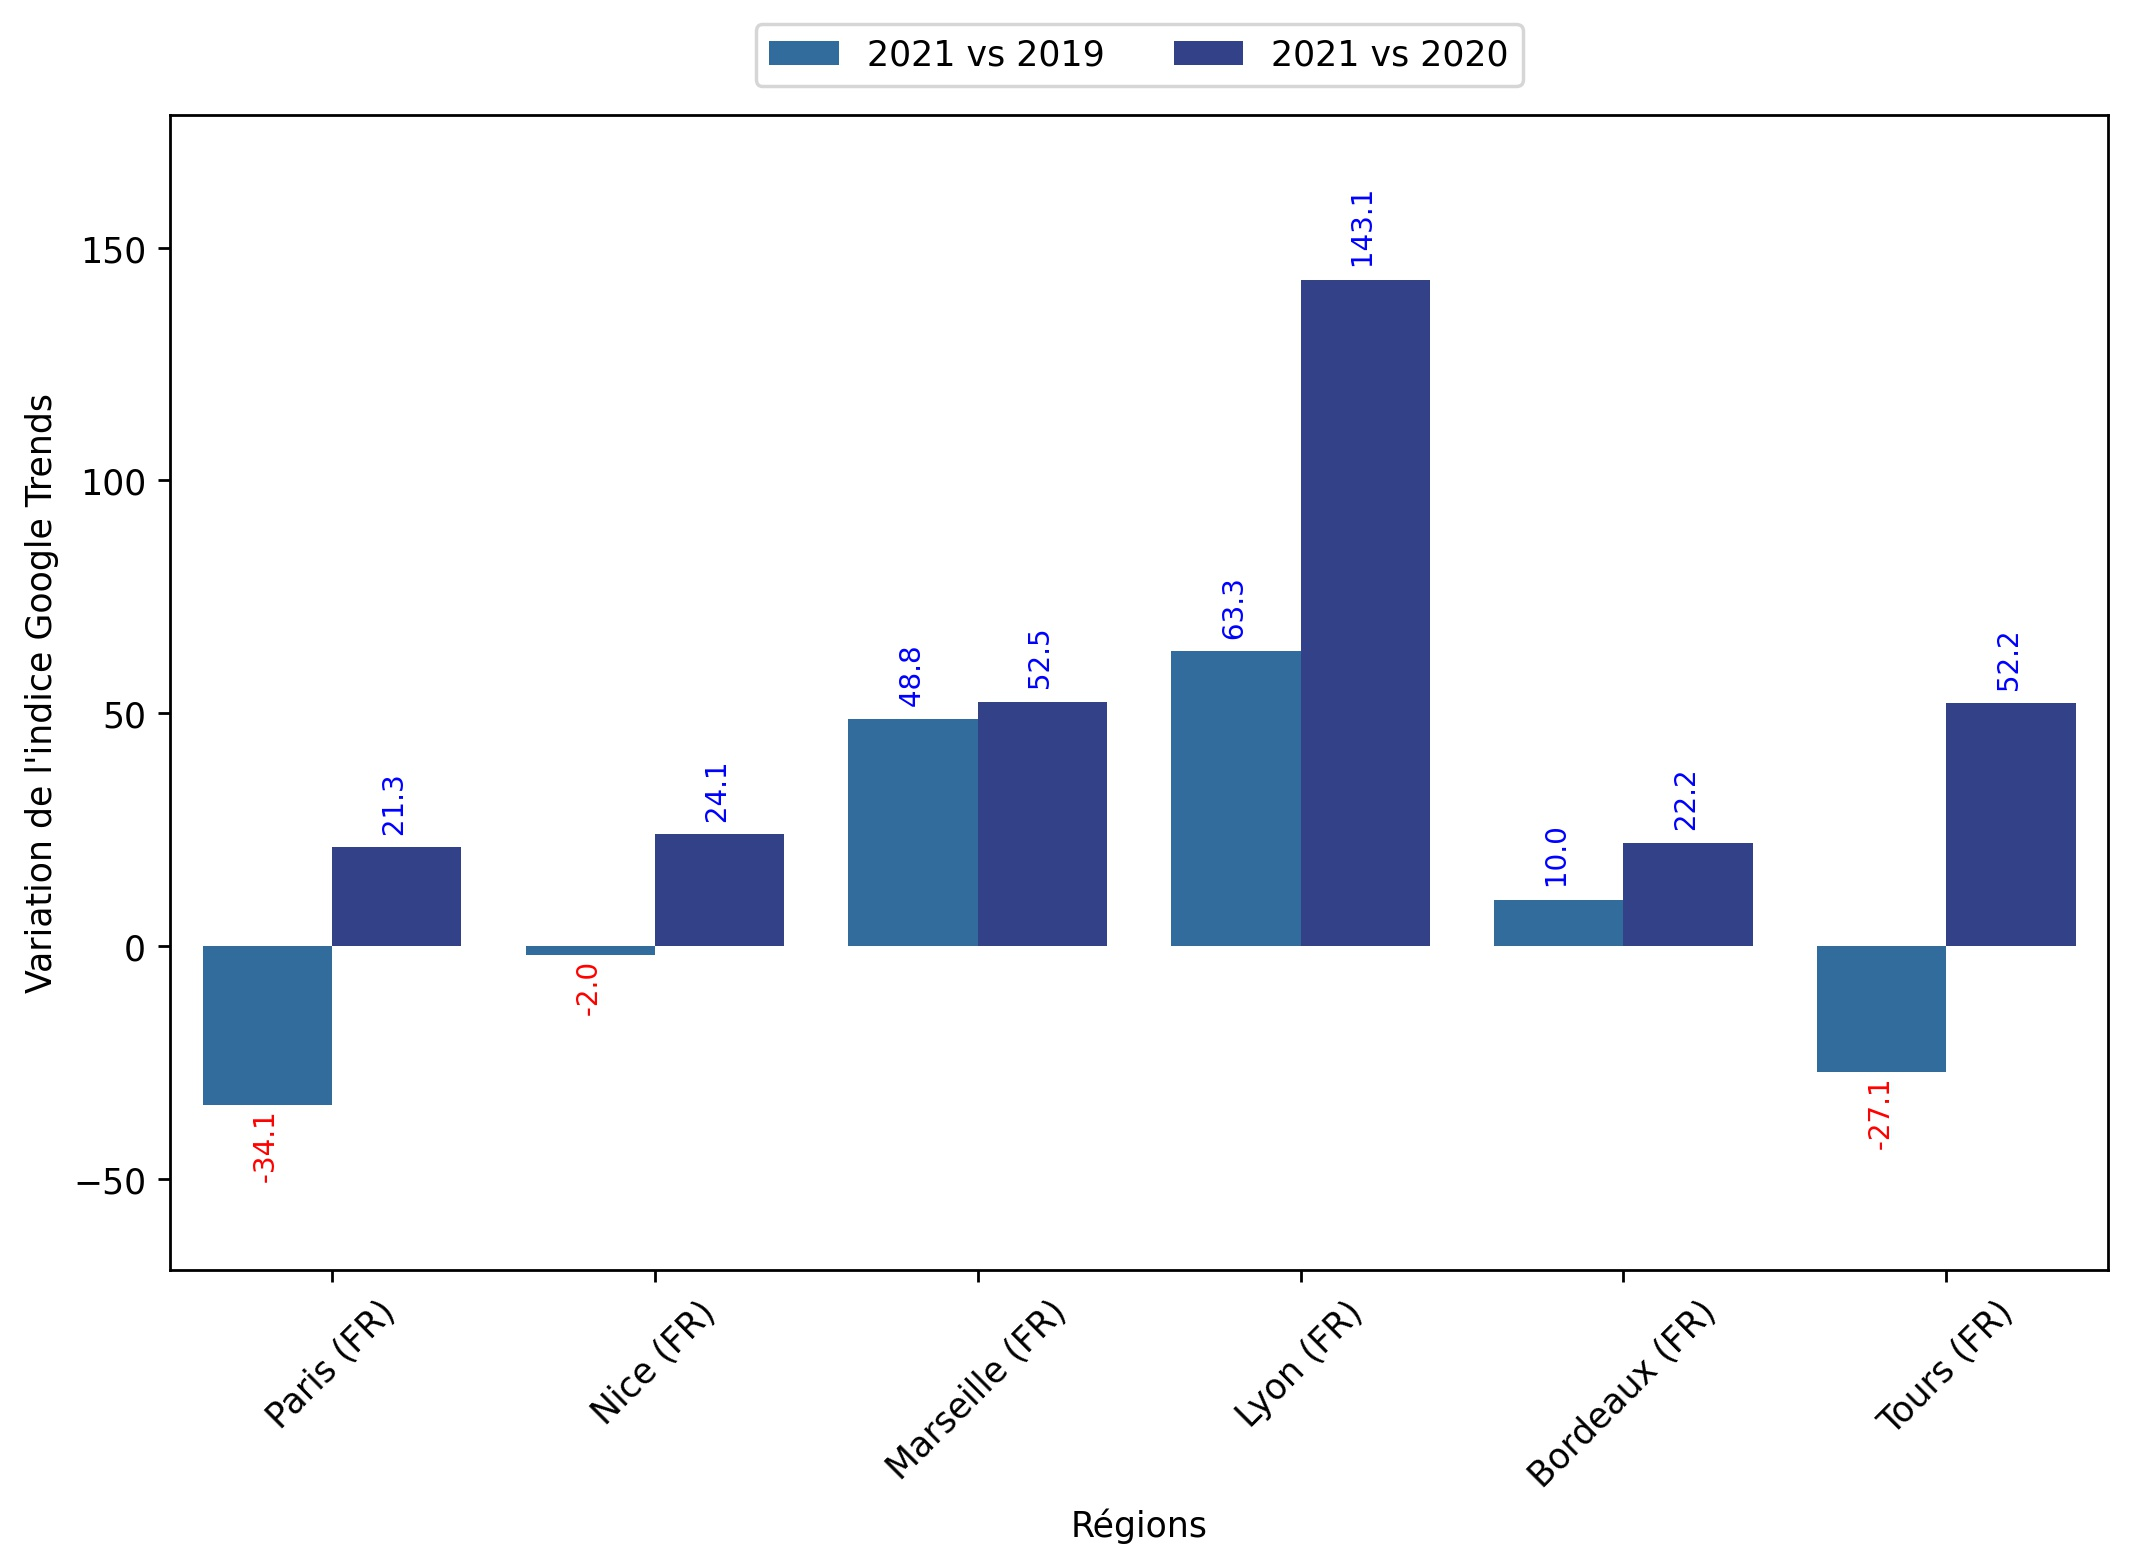 2021 vs 2019
2021 vs 2020
Variation de l'indice Google Trends
150
100
50
0
−50
-34.1
21.3
-2.0
24.1
48.8
52.5
63.3
143.1
10.0
22.2
-27.1
52.2
Paris (FR)
Nice (FR)
Marseille (FR)
Lyon (FR)
Bordeaux (FR)
Tours (FR)
Régions